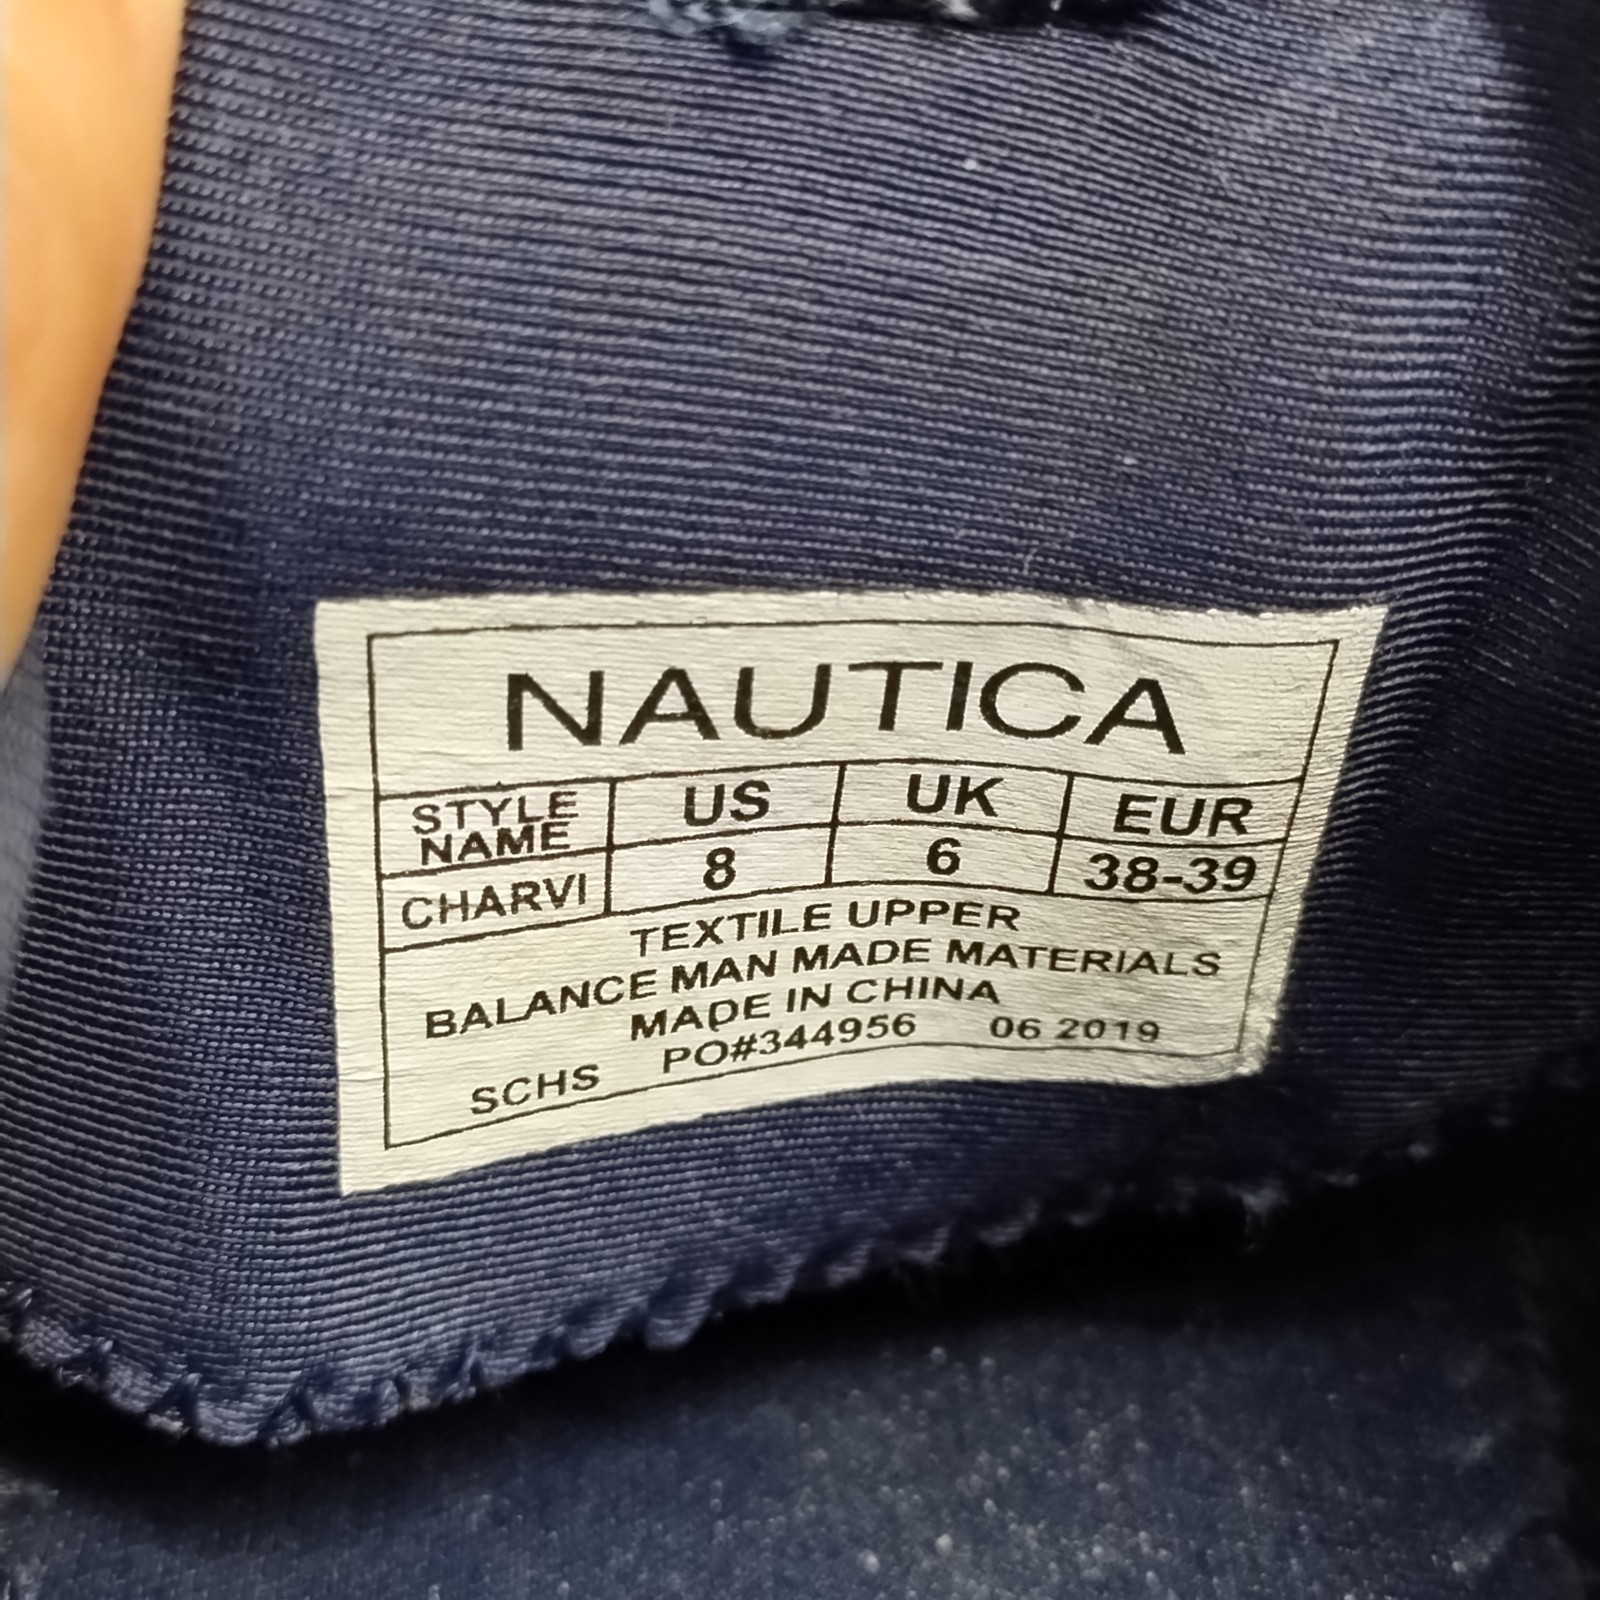 NAUTICA
STYLE NAME US UK EUR
CHARVI 8 6 38-39
TEXTILE UPPER
BALANCE MAN MADE MATERIALS
MADE IN CHINA
SCHS PO#344956 06 2019